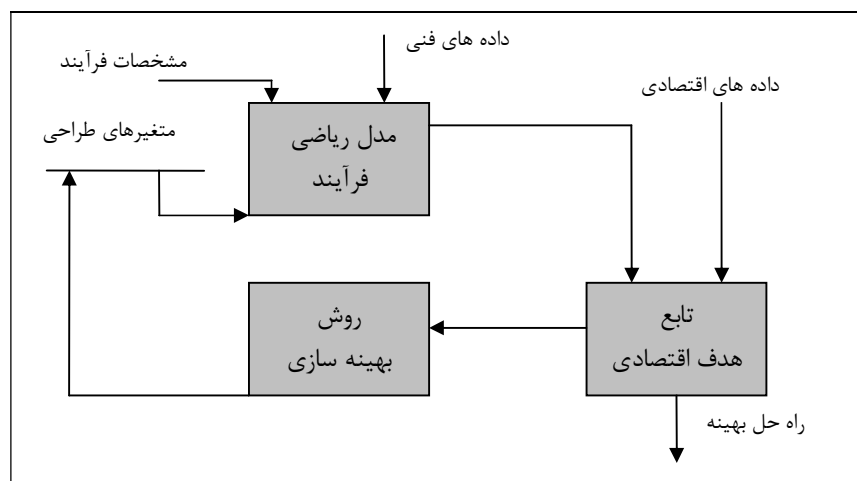 داده های فنی
مشخصات فرآیند
داده های اقتصادی
متغیرهای طراحی
مدل ریاضی
فرآیند
روش
بهینه سازی
تابع
هدف اقتصادی
راه حل بهینه